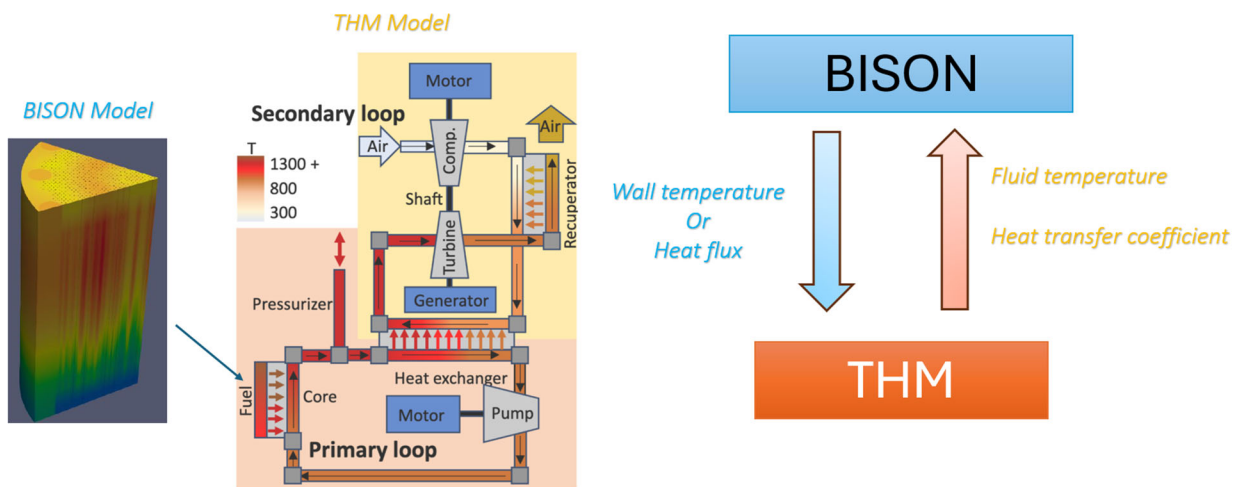 THM Model
BISON Model
Motor
Secondary loop
Air
Air
Comp.
T
1300 +
800
300
Shaft
Recuperator
Turbine
Pressurizer
Generator
Heat exchanger
Fuel
Core
Motor
Pump
Primary loop
BISON
Wall temperature
Or
Heat flux
Fluid temperature
Heat transfer coefficient
THM